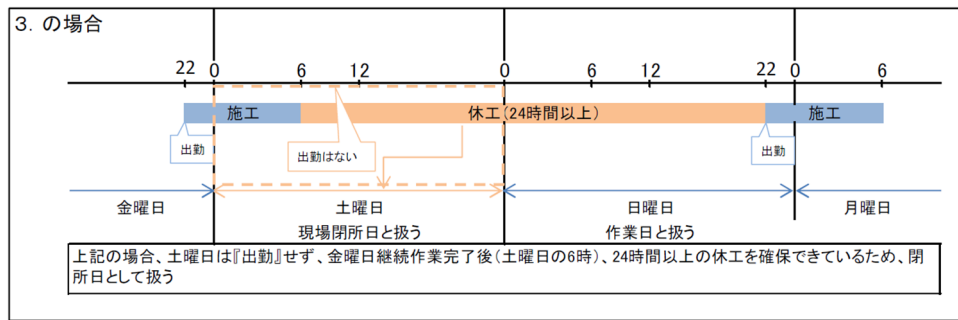 3．の場合
22 0 6 12 0 6 12 22 0 6
施工 休工（24時間以上） 施工
出勤 出勤はない 出勤
金曜日 土曜日 日曜日 月曜日
現場閉所日と扱う 作業日と扱う
上記の場合、土曜日は『出勤』せず、金曜日継続作業完了後（土曜日の6時）、24時間以上の休工を確保できているため、閉
所日として扱う